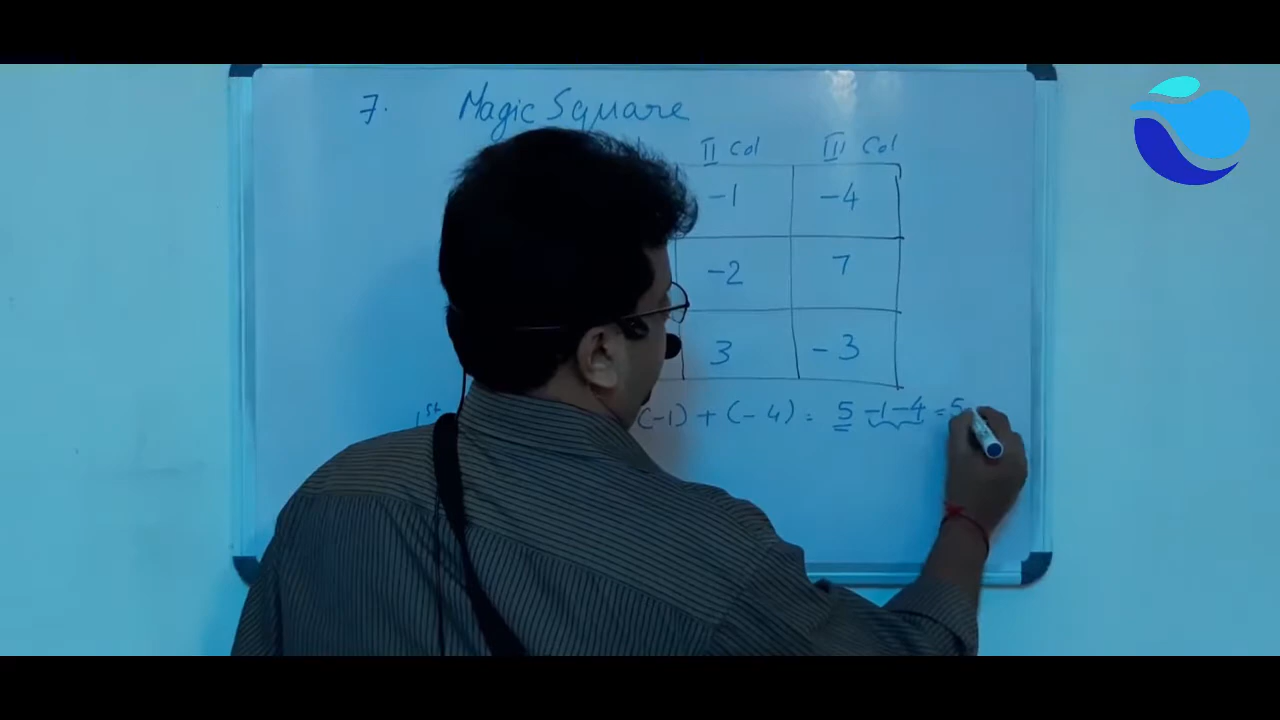 7. Magic Square
II Col III Col
-1 -4
-2 7
3 -3
1st (-1) + (-4) = 5 -1-4 = 5